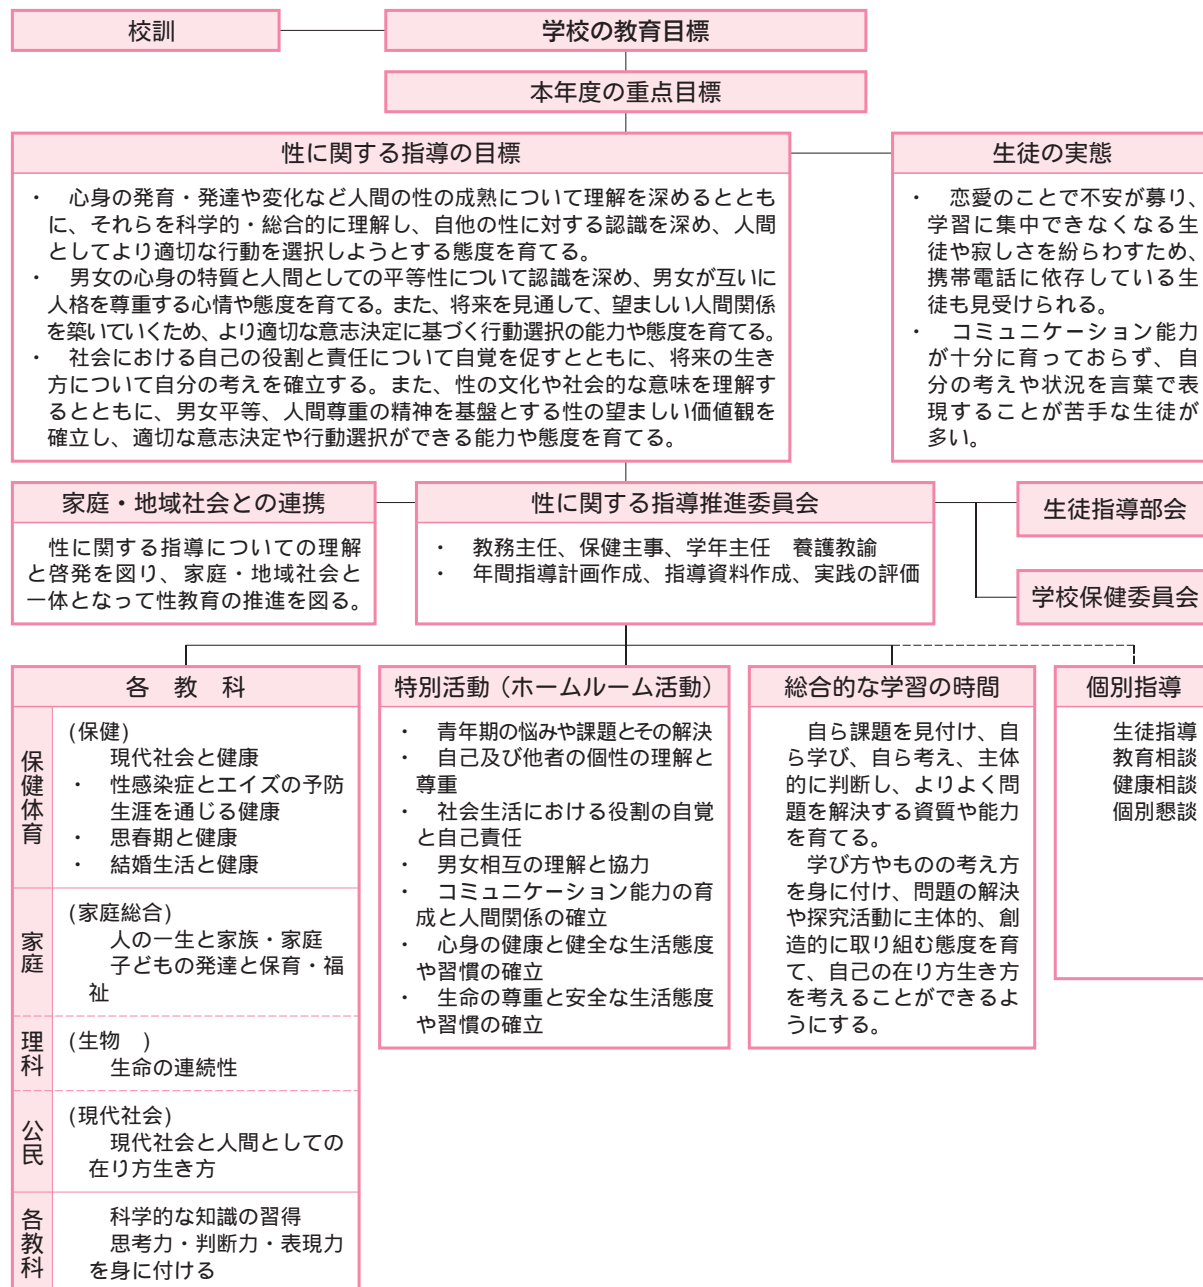 校訓
学校の教育目標
本年度の重点目標
性に関する指導の目標
・　心身の発育・発達や変化など人間の性の成熟について理解を深めるととも
に、それらを科学的・総合的に理解し、自他の性に対する認識を深め、人間
としてより適切な行動を選択しようとする態度を育てる。
・　男女の心身の特質と人間としての平等性について認識を深め、男女が互いに
人格を尊重する心情や態度を育てる。また、将来を見通して、望ましい人間関係
を築いていくため、より適切な意志決定に基づく行動選択の能力や態度を育てる。
・　社会における自己の役割と責任について自覚を促すとともに、将来の生き
方について自分の考えを確立する。また、性の文化や社会的な意味を理解す
るとともに、男女平等、人間尊重の精神を基盤とする性の望ましい価値観を
確立し、適切な意志決定や行動選択ができる能力や態度を育てる。
生徒の実態
・　恋愛のことで不安が募り、
学習に集中できなくなる生
徒や寂しさを紛らわすため、
携帯電話に依存している生
徒も見受けられる。
・　コミュニケーション能力
が十分に育っておらず、自
分の考えや状況を言葉で表
現することが苦手な生徒が
多い。
家庭・地域社会との連携
性に関する指導についての理解
と啓発を図り、家庭・地域社会と
一体となって性教育の推進を図る。
性に関する指導推進委員会
・　教務主任、保健主事、学年主任　養護教諭
・　年間指導計画作成、指導資料作成、実践の評価
生徒指導部会
学校保健委員会
各　教　科
保健体育
(保健)
現代社会と健康
・　性感染症とエイズの予防
生涯を通じる健康
・　思春期と健康
・　結婚生活と健康
家庭
(家庭総合)
人の一生と家族・家庭
子どもの発達と保育・福
祉
理科
(生物　)
生命の連続性
公民
(現代社会)
現代社会と人間としての
在り方生き方
各教科
科学的な知識の習得
思考力・判断力・表現力
を身に付ける
特別活動（ホームルーム活動）
・　青年期の悩みや課題とその解決
・　自己及び他者の個性の理解と
尊重
・　社会生活における役割の自覚
と自己責任
・　男女相互の理解と協力
・　コミュニケーション能力の育
成と人間関係の確立
・　心身の健康と健全な生活態度
や習慣の確立
・　生命の尊重と安全な生活態度
や習慣の確立
総合的な学習の時間
自ら課題を見付け、自
ら学び、自ら考え、主体
的に判断し、よりよく問
題を解決する資質や能力
を育てる。
学び方やものの考え方
を身に付け、問題の解決
や探究活動に主体的、創
造的に取り組む態度を育
て、自己の在り方生き方
を考えることができるよ
うにする。
個別指導
生徒指導
教育相談
健康相談
個別懇談